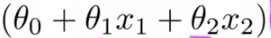 (θ₀ + θ₁x₁ + θ₂x₂)